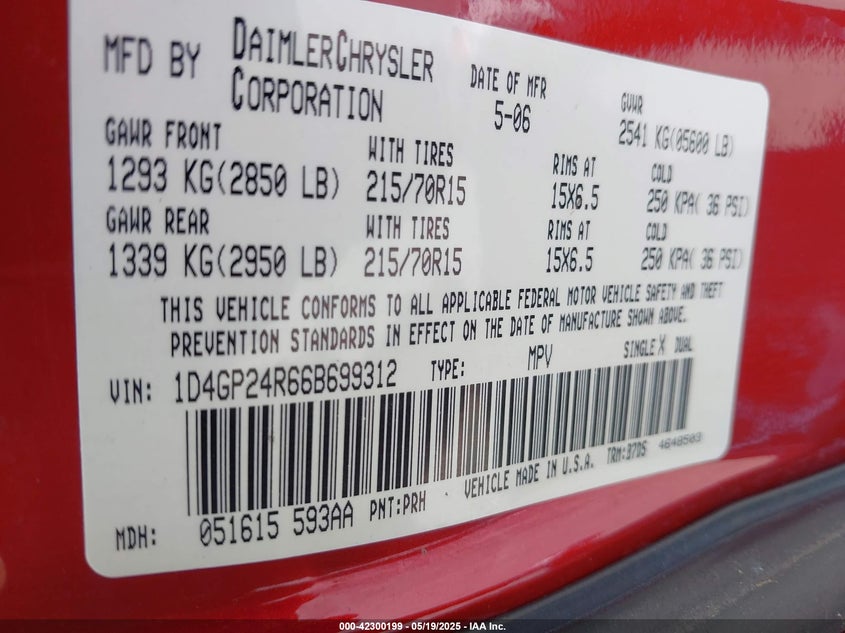 MFD BY DAIMLERCHRYSLER CORPORATION
DATE OF MFR 5-06
GVWR 2541 KG(05600 LB)
GAWR FRONT WITH TIRES RIMS AT COLD
1293 KG(2850 LB) 215/70R15 15X6.5 250 KPA( 36 PSI)
GAWR REAR WITH TIRES RIMS AT COLD
1339 KG(2950 LB) 215/70R15 15X6.5 250 KPA( 36 PSI)
THIS VEHICLE CONFORMS TO ALL APPLICABLE FEDERAL MOTOR VEHICLE SAFETY AND THEFT
PREVENTION STANDARDS IN EFFECT ON THE DATE OF MANUFACTURE SHOWN ABOVE.
VIN: 1D4GP24R66B699312 TYPE: MPV SINGLE X DUAL
MDH: 051615 593AA PNT:PRH VEHICLE MADE IN U.S.A. TRM:97D5 4648503
000-42300199 — 05/19/2025 — IAA Inc.